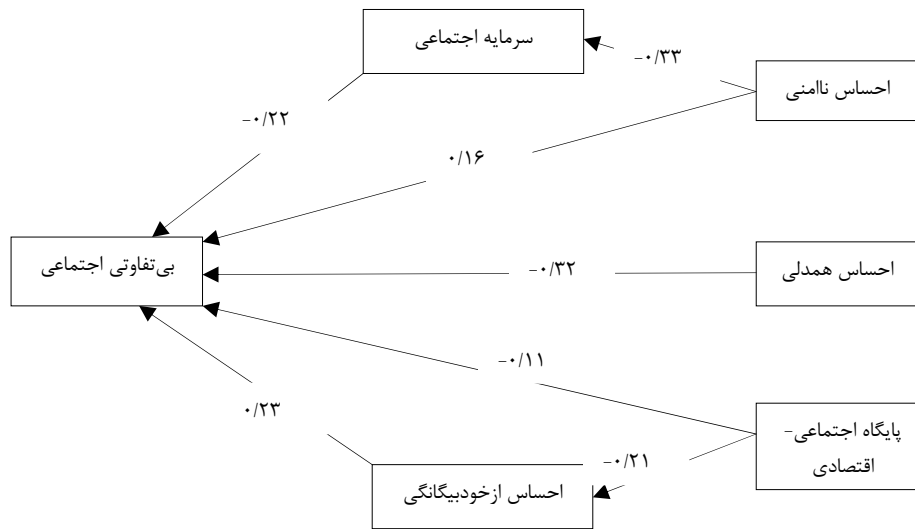 سرمایه اجتماعی
-۰/۳۳
احساس ناامنی
-۰/۲۲
۰/۱۶
بی‌تفاوتی اجتماعی
-۰/۳۲
احساس همدلی
-۰/۱۱
۰/۲۳
پایگاه اجتماعی-
اقتصادی
-۰/۲۱
احساس ازخودبیگانگی